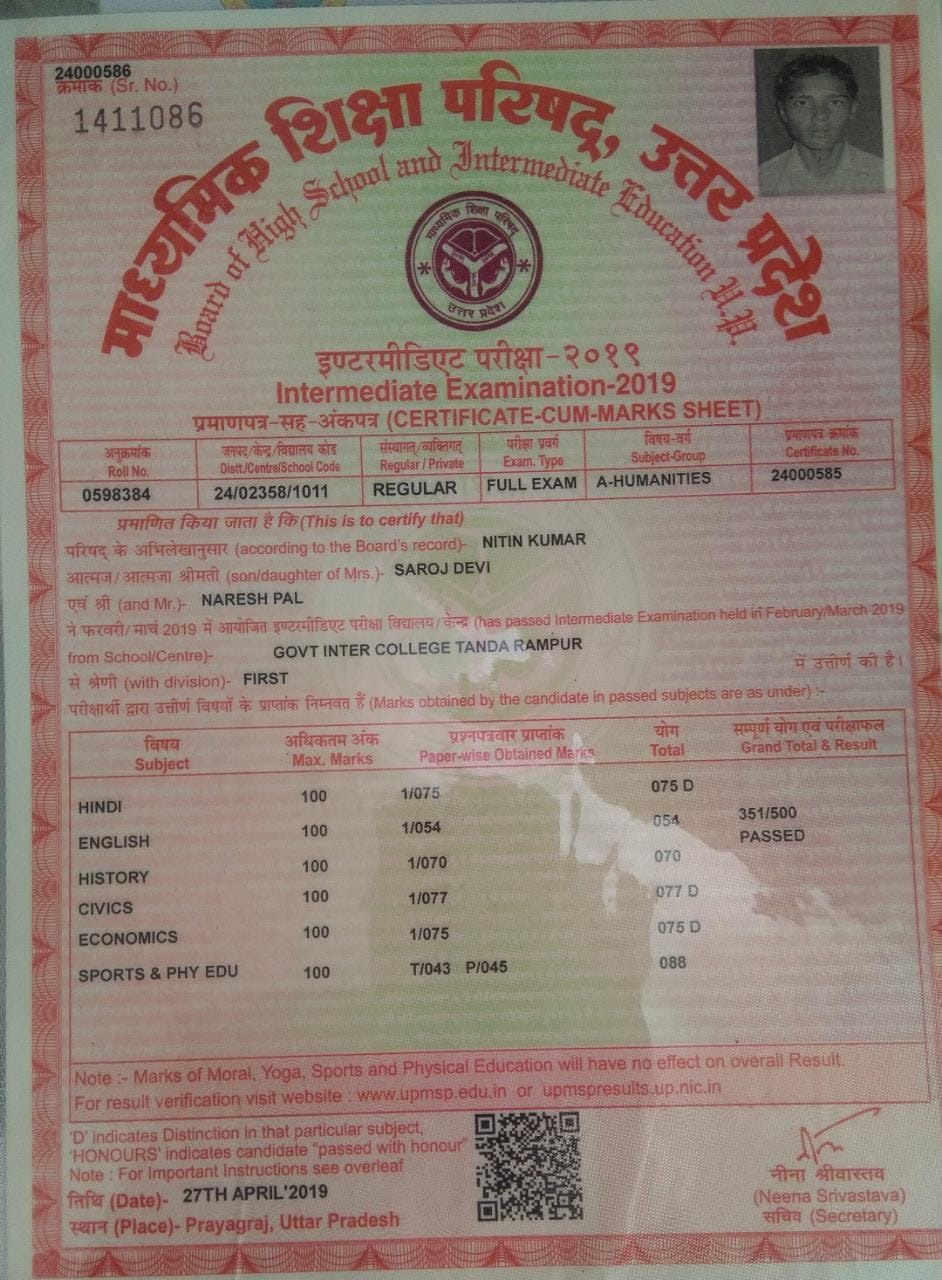 24000586
क्रमांक (Sr. No.)
1411086
माध्यमिक शिक्षा परिषद्, उत्तर प्रदेश
Board of High School and Intermediate Education U.P.
माध्यमिक शिक्षा परिषद्
उत्तर प्रदेश
इण्टरमीडिएट परीक्षा-२०१९
Intermediate Examination-2019
प्रमाणपत्र-सह-अंकपत्र (CERTIFICATE-CUM-MARKS SHEET)
अनुक्रमांक जनपद/केन्द्र/विद्यालय कोड संस्थागत्/व्यक्तिगत् परीक्षा प्रवर्ग विषय-वर्ग प्रमाणपत्र क्रमांक
Roll No. Distt./Centre/School Code Regular / Private Exam. Type Subject-Group Certificate No.
0598384 24/02358/1011 REGULAR FULL EXAM A-HUMANITIES 24000585
प्रमाणित किया जाता है कि (This is to certify that)
परिषद् के अभिलेखानुसार (according to the Board's record)- NITIN KUMAR
आत्मज/आत्मजा श्रीमती (son/daughter of Mrs.)- SAROJ DEVI
एवं श्री (and Mr.)- NARESH PAL
ने फरवरी/मार्च 2019 में आयोजित इण्टरमीडिएट परीक्षा विद्यालय/केन्द्र (has passed Intermediate Examination held in February/March 2019
from School/Centre)- GOVT INTER COLLEGE TANDA RAMPUR में उत्तीर्ण की है।
से श्रेणी (with division)- FIRST
परीक्षार्थी द्वारा उत्तीर्ण विषयों के प्राप्तांक निम्नवत हैं (Marks obtained by the candidate in passed subjects are as under) :-
विषय अधिकतम अंक प्रश्नपत्रवार प्राप्तांक योग सम्पूर्ण योग एवं परीक्षाफल
Subject Max. Marks Paper-wise Obtained Marks Total Grand Total & Result
HINDI 100 1/075 075 D
351/500
ENGLISH 100 1/054 054
PASSED
HISTORY 100 1/070 070
CIVICS 100 1/077 077 D
ECONOMICS 100 1/075 075 D
SPORTS & PHY EDU 100 T/043 P/045 088
Note :- Marks of Moral, Yoga, Sports and Physical Education will have no effect on overall Result.
For result verification visit website : www.upmsp.edu.in or upmspresults.up.nic.in
'D' indicates Distinction in that particular subject,
'HONOURS' indicates candidate "passed with honour"
Note : For Important Instructions see overleaf
तिथि (Date)- 27TH APRIL'2019
स्थान (Place)- Prayagraj, Uttar Pradesh
नीना श्रीवास्तव
(Neena Srivastava)
सचिव (Secretary)